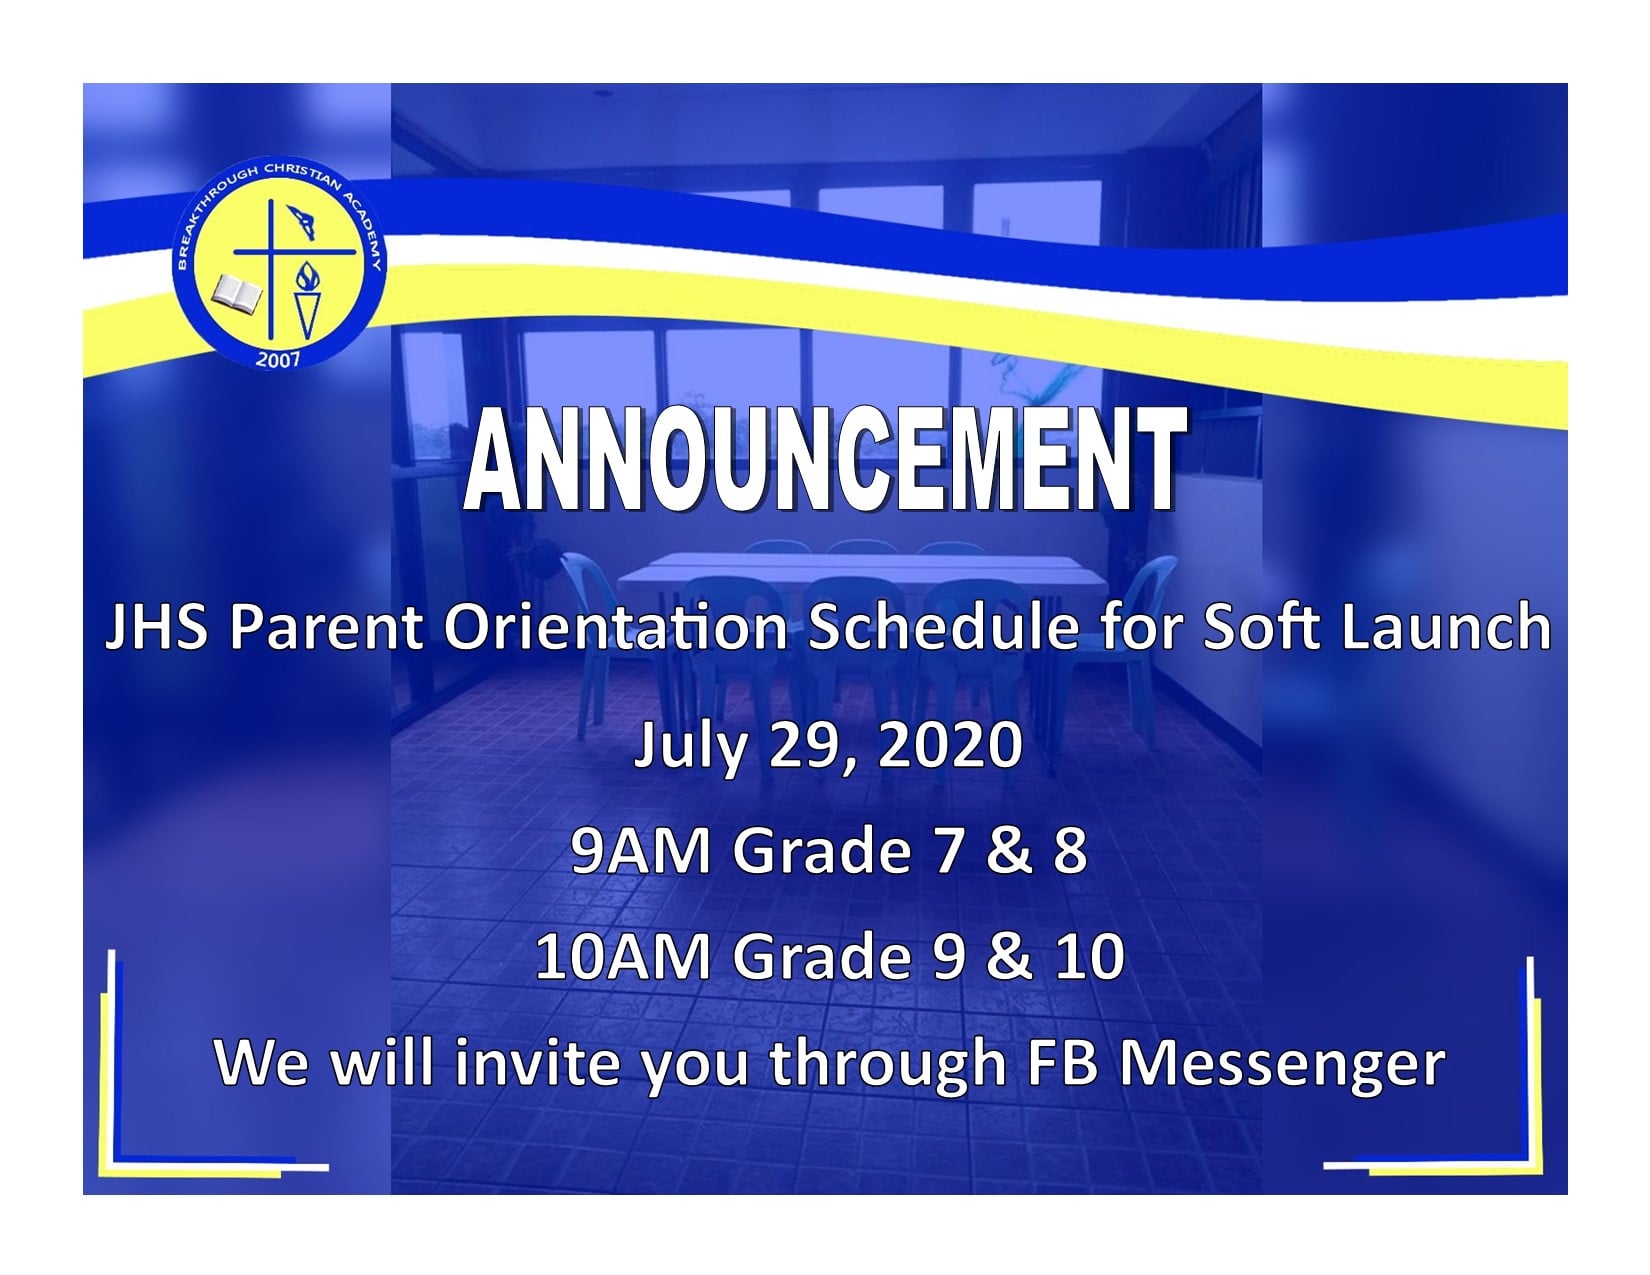 BREAKTHROUGH CHRISTIAN ACADEMY
2007
ANNOUNCEMENT
JHS Parent Orientation Schedule for Soft Launch
July 29, 2020
9AM Grade 7 & 8
10AM Grade 9 & 10
We will invite you through FB Messenger